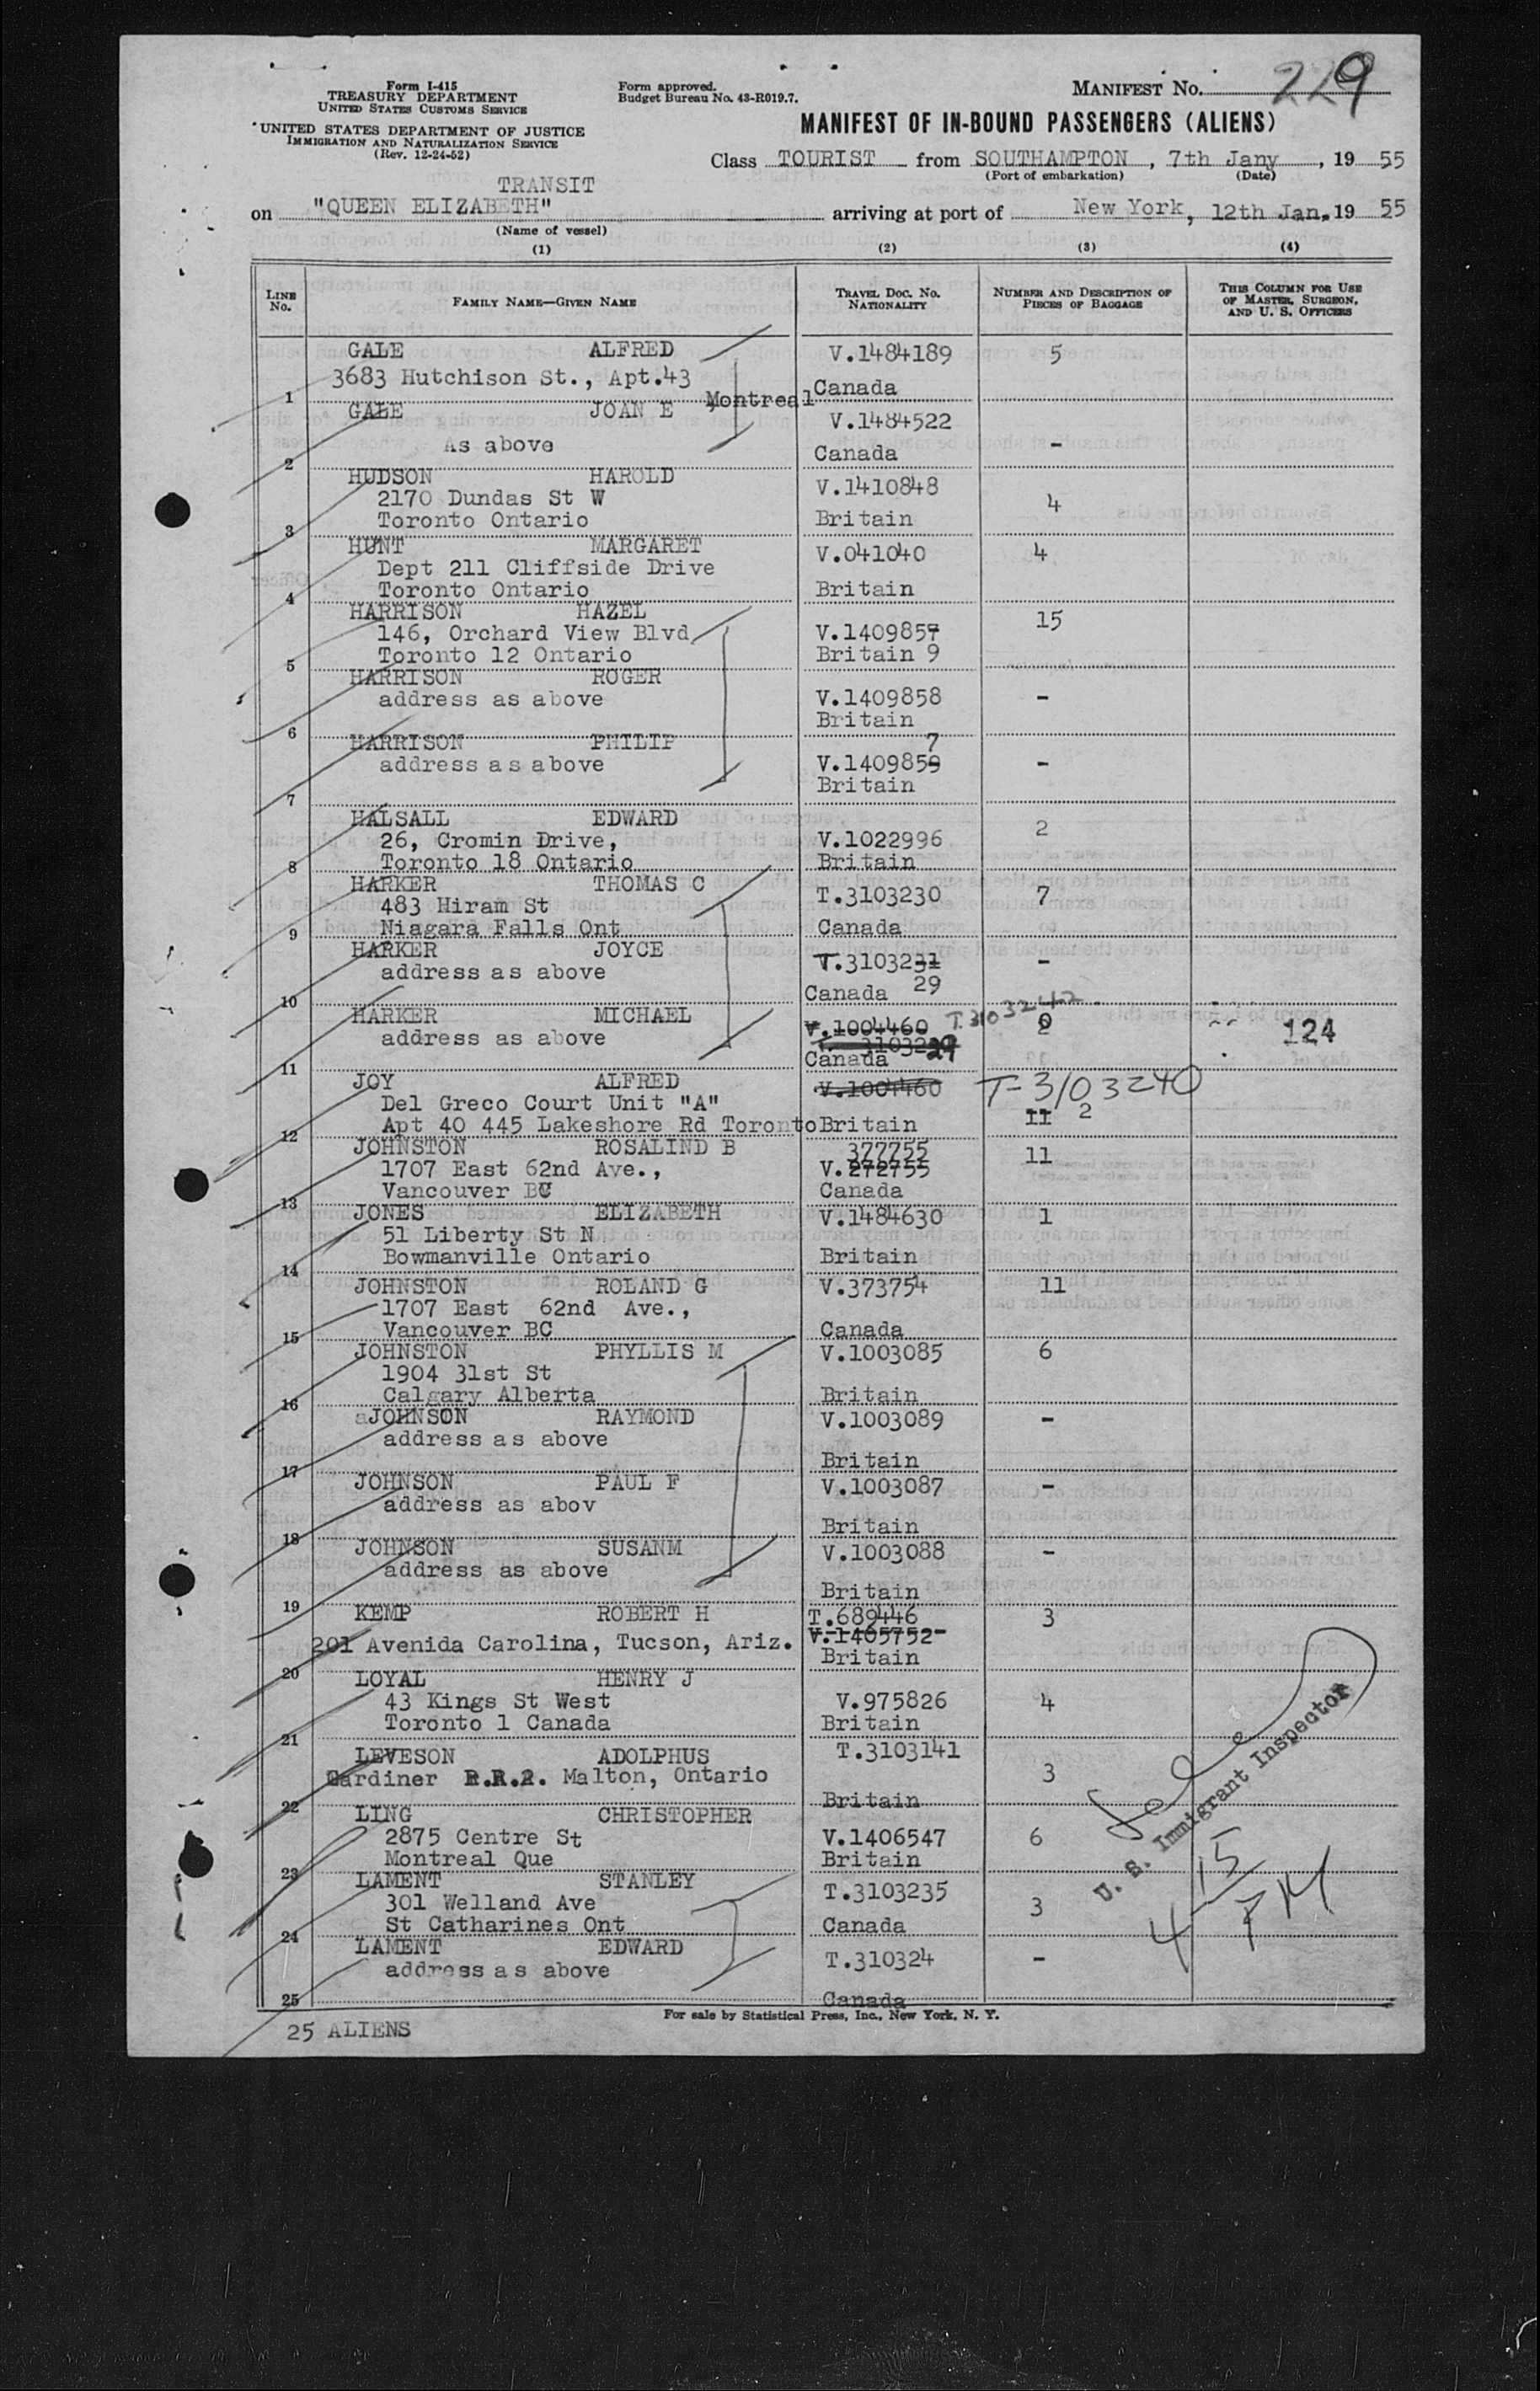 Form I-415
TREASURY DEPARTMENT
UNITED STATES CUSTOMS SERVICE
UNITED STATES DEPARTMENT OF JUSTICE
IMMIGRATION AND NATURALIZATION SERVICE
(Rev. 12-24-52)
Form approved.
Budget Bureau No. 43-R019.7.
MANIFEST No. 229
MANIFEST OF IN-BOUND PASSENGERS (ALIENS)
Class TOURIST from SOUTHAMPTON, 7th Jany, 1955
(Port of embarkation) (Date)
TRANSIT
on "QUEEN ELIZABETH" arriving at port of New York, 12th Jan. 1955
(Name of vessel)
(1) (2) (3) (4)
LINE No. FAMILY NAME—GIVEN NAME TRAVEL DOC. No. NATIONALITY NUMBER AND DESCRIPTION OF PIECES OF BAGGAGE THIS COLUMN FOR USE OF MASTER, SURGEON, AND U. S. OFFICERS
GALE ALFRED V.1484189 5
3683 Hutchison St., Apt.43
1 Montreal Canada
GALE JOAN E V.1484522
As above -
2 Canada
HUDSON HAROLD V.1410848
2170 Dundas St W 4
3 Toronto Ontario Britain
HUNT MARGARET V.041040 4
Dept 211 Cliffside Drive
4 Toronto Ontario Britain
HARRISON HAZEL 15
146, Orchard View Blvd V.1409857
5 Toronto 12 Ontario Britain 9
HARRISON ROGER
address as above V.1409858 -
6 Britain
HARRISON PHILIP 7
address as above V.1409859 -
7 Britain
HALSALL EDWARD 2
26, Cromin Drive, V.1022996
8 Toronto 18 Ontario Britain
HARKER THOMAS C T.3103230 7
483 Hiram St
9 Niagara Falls Ont Canada
HARKER JOYCE T.3103231 -
address as above 29
10 Canada
HARKER MICHAEL V.1004460 T.3103242
address as above 124
11 Canada
JOY ALFRED V.1004460 T-3103240
Del Greco Court Unit "A" 11 2
12 Apt 40 445 Lakeshore Rd Toronto Britain
JOHNSTON ROSALIND B 377755 11
1707 East 62nd Ave., V.272755
13 Vancouver BC Canada
JONES ELIZABETH V.1484630 1
51 Liberty St N
14 Bowmanville Ontario Britain
JOHNSTON ROLAND G V.373754 11
1707 East 62nd Ave.,
15 Vancouver BC Canada
JOHNSTON PHYLLIS M V.1003085 6
1904 31st St
16 Calgary Alberta Britain
aJOHNSON RAYMOND V.1003089 -
address as above
17 Britain
JOHNSON PAUL F V.1003087 -
address as abov
18 Britain
JOHNSON SUSANM V.1003088 -
address as above
19 Britain
KEMP ROBERT H T.689446 3
V.1405752
20 201 Avenida Carolina, Tucson, Ariz. Britain
LOYAL HENRY J
43 Kings St West V.975826 4
21 Toronto 1 Canada Britain
LEVESON ADOLPHUS T.3103141
Gardiner R.R.2. Malton, Ontario 3
22 Britain
LING CHRISTOPHER
2875 Centre St V.1406547 6
23 Montreal Que Britain
LAMENT STANLEY T.3103235
301 Welland Ave 3
24 St Catharines Ont Canada
LAMENT EDWARD T.310324 -
address as above
25 Canada
U. S. Immigrant Inspector
4 15 PM
For sale by Statistical Press, Inc., New York, N. Y.
25 ALIENS